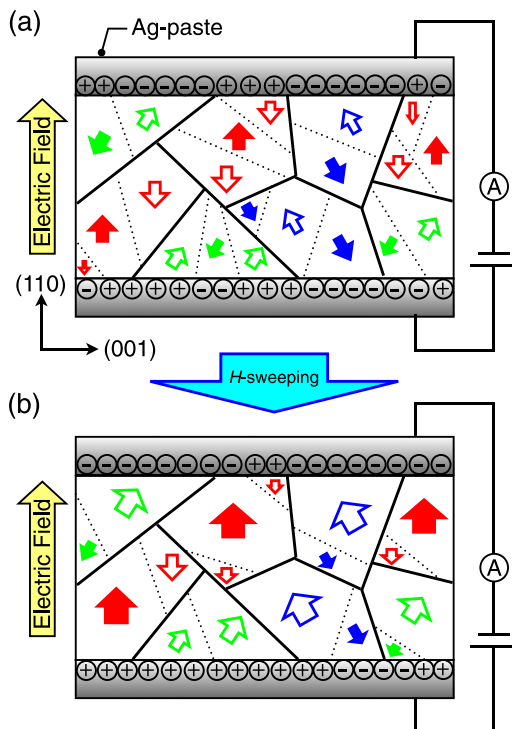 (a)
Ag-paste
+ + − − − − − + + + − − − − − − + −
Electric Field
A
− + + + + + − − + + + − − − − − − +
(110)
(001)
H-sweeping
(b)
− − − − − − − − + + − − − − − − − −
Electric Field
A
+ + + + + + + + + + + + + − − − − + +